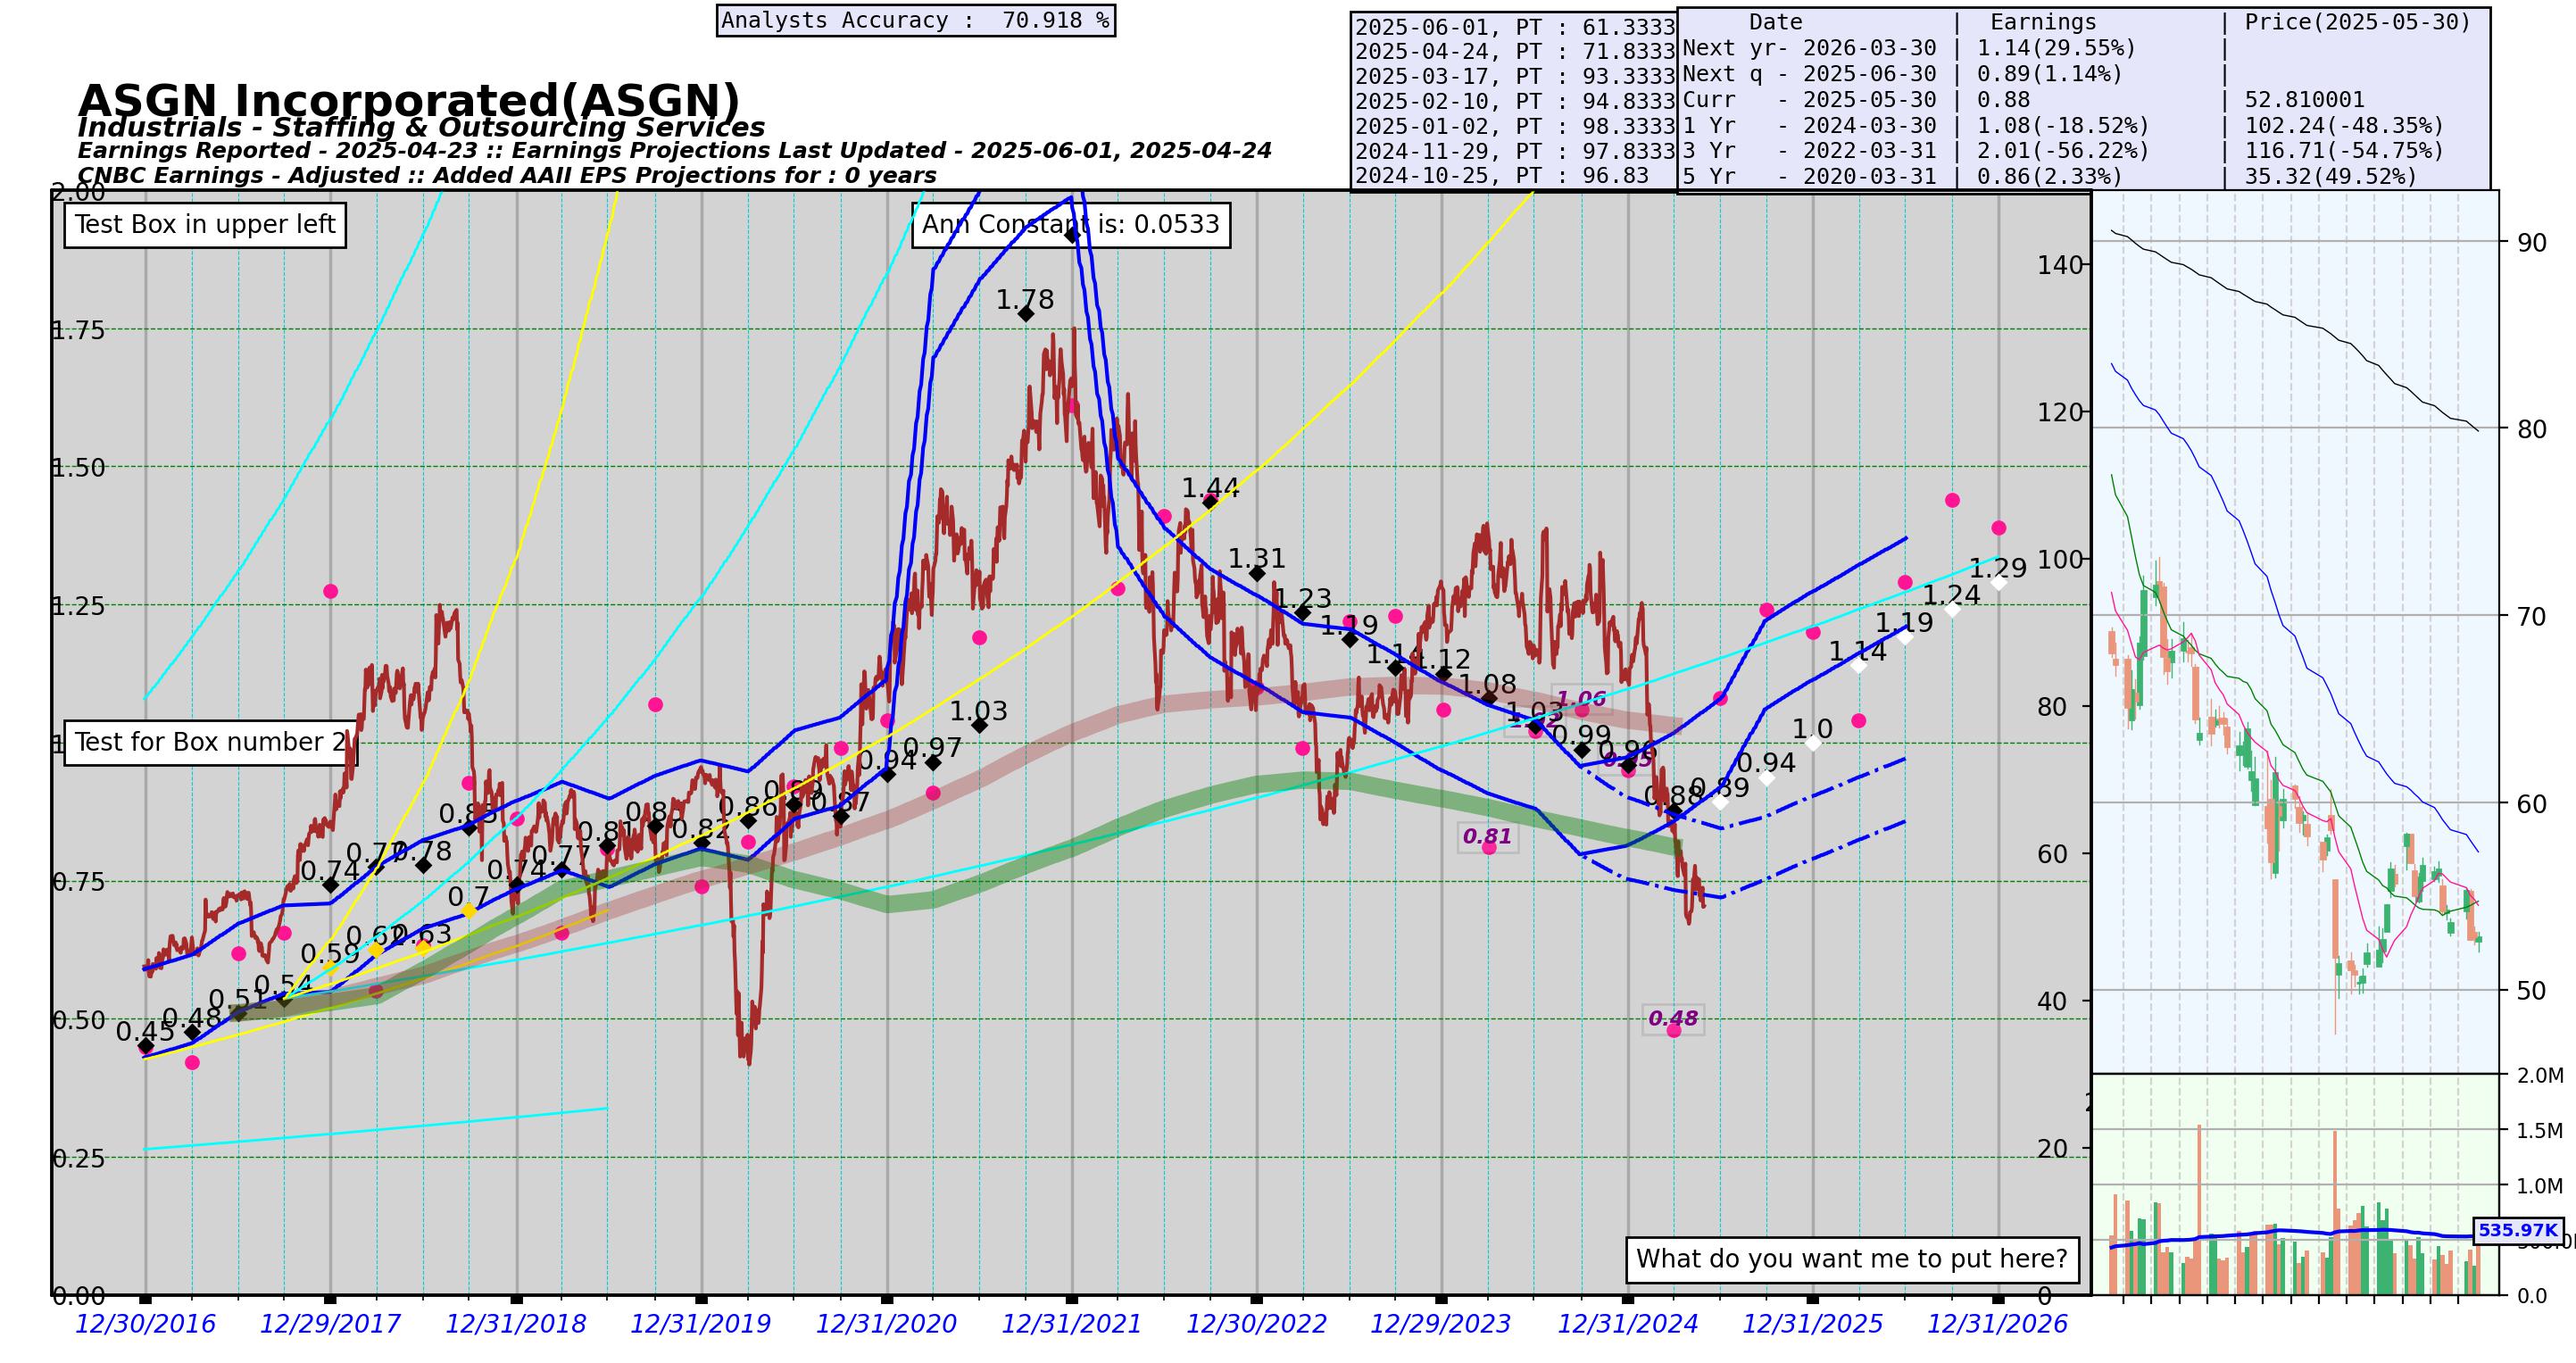 Analysts Accuracy :  70.918 %
2025-06-01, PT : 61.3333
2025-04-24, PT : 71.8333
2025-03-17, PT : 93.3333
2025-02-10, PT : 94.8333
2025-01-02, PT : 98.3333
2024-11-29, PT : 97.8333
2024-10-25, PT : 96.83
Date | Earnings | Price(2025-05-30)
Next yr- 2026-03-30 | 1.14(29.55%) |
Next q - 2025-06-30 | 0.89(1.14%) |
Curr - 2025-05-30 | 0.88 | 52.810001
1 Yr - 2024-03-30 | 1.08(-18.52%) | 102.24(-48.35%)
3 Yr - 2022-03-31 | 2.01(-56.22%) | 116.71(-54.75%)
5 Yr - 2020-03-31 | 0.86(2.33%) | 35.32(49.52%)
ASGN Incorporated(ASGN)
Industrials - Staffing & Outsourcing Services
Earnings Reported - 2025-04-23 :: Earnings Projections Last Updated - 2025-06-01, 2025-04-24
CNBC Earnings - Adjusted :: Added AAII EPS Projections for : 0 years
Test Box in upper left
Ann Constant is: 0.0533
Test for Box number 2
What do you want me to put here?
2.00
1.75
1.50
1.25
0.75
0.50
0.25
0.00
0.45
0.48
0.51
0.54
0.59
0.62
0.63
0.7
0.74
0.77
0.78
0.85
0.74
0.77
0.81
0.82
0.86
0.89
0.87
0.94
0.97
1.03
1.78
1.44
1.31
1.23
1.19
1.14
1.12
1.08
1.03
0.99
0.96
0.88
0.89
0.94
1.0
1.14
1.19
1.24
1.29
0.81
1.06
0.48
140
120
100
80
60
40
20
0
90
80
70
60
50
2.0M
1.5M
1.0M
535.97K
0.0
12/30/2016
12/29/2017
12/31/2018
12/31/2019
12/31/2020
12/31/2021
12/30/2022
12/29/2023
12/31/2024
12/31/2025
12/31/2026